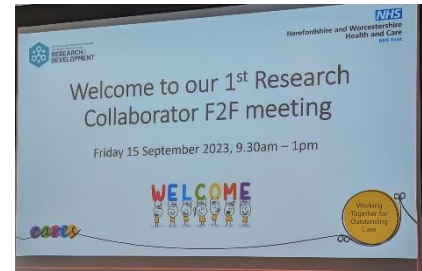 NHS
Herefordshire and Worcestershire
Health and Care
NHS Trust
RESEARCH&
DEVELOPMENT
Welcome to our 1st Research
Collaborator F2F meeting
Friday 15 September 2023, 9.30am – 1pm
WELCOME
Working
Together for
Outstanding
Care
cares